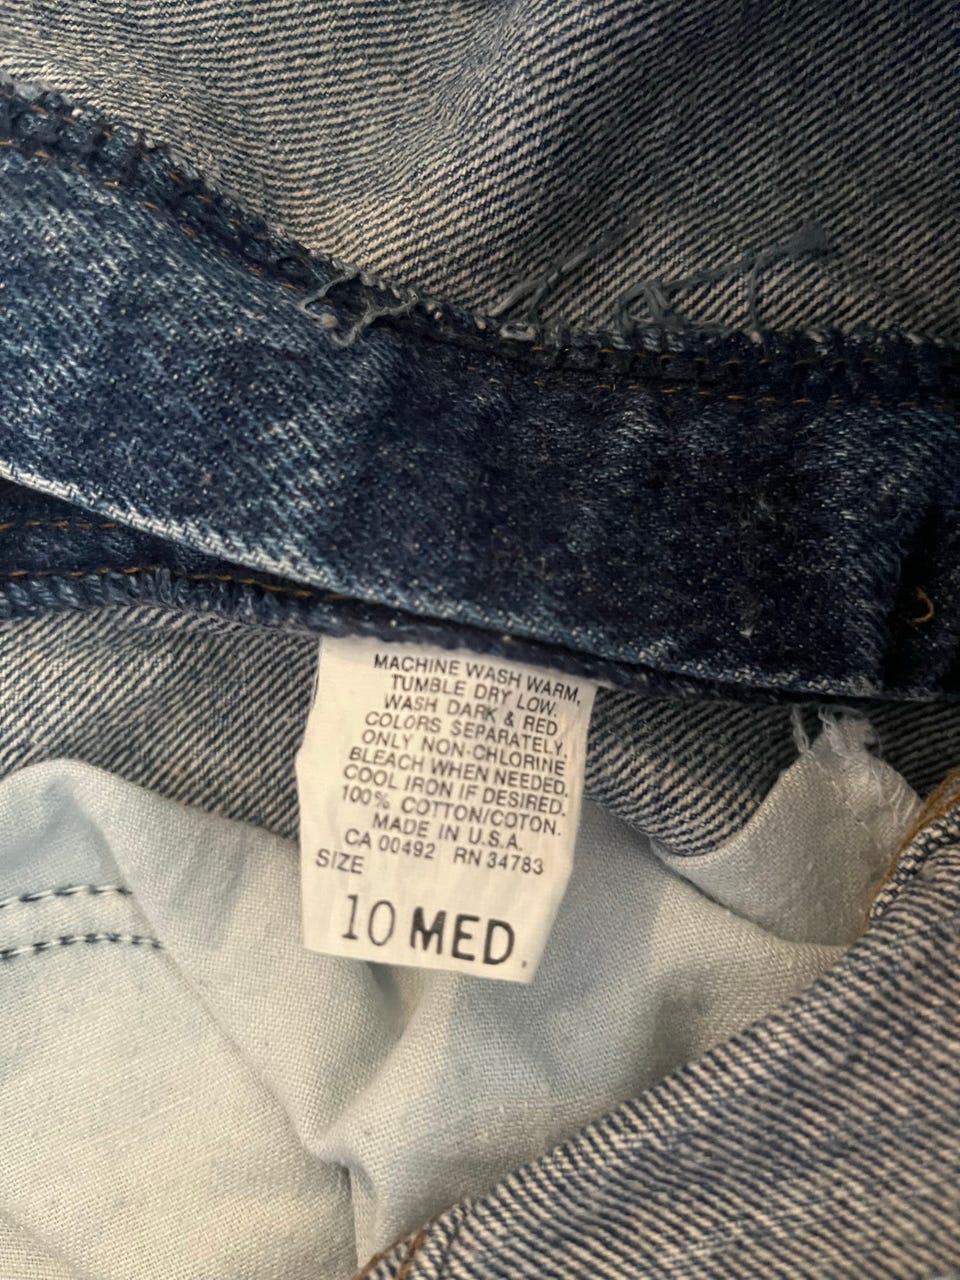 MACHINE WASH WARM,
TUMBLE DRY LOW.
WASH DARK & RED
COLORS SEPARATELY.
ONLY NON-CHLORINE
BLEACH WHEN NEEDED.
COOL IRON IF DESIRED.
100% COTTON/COTON.
MADE IN U.S.A.
CA 00492 RN 34783
SIZE
10 MED.